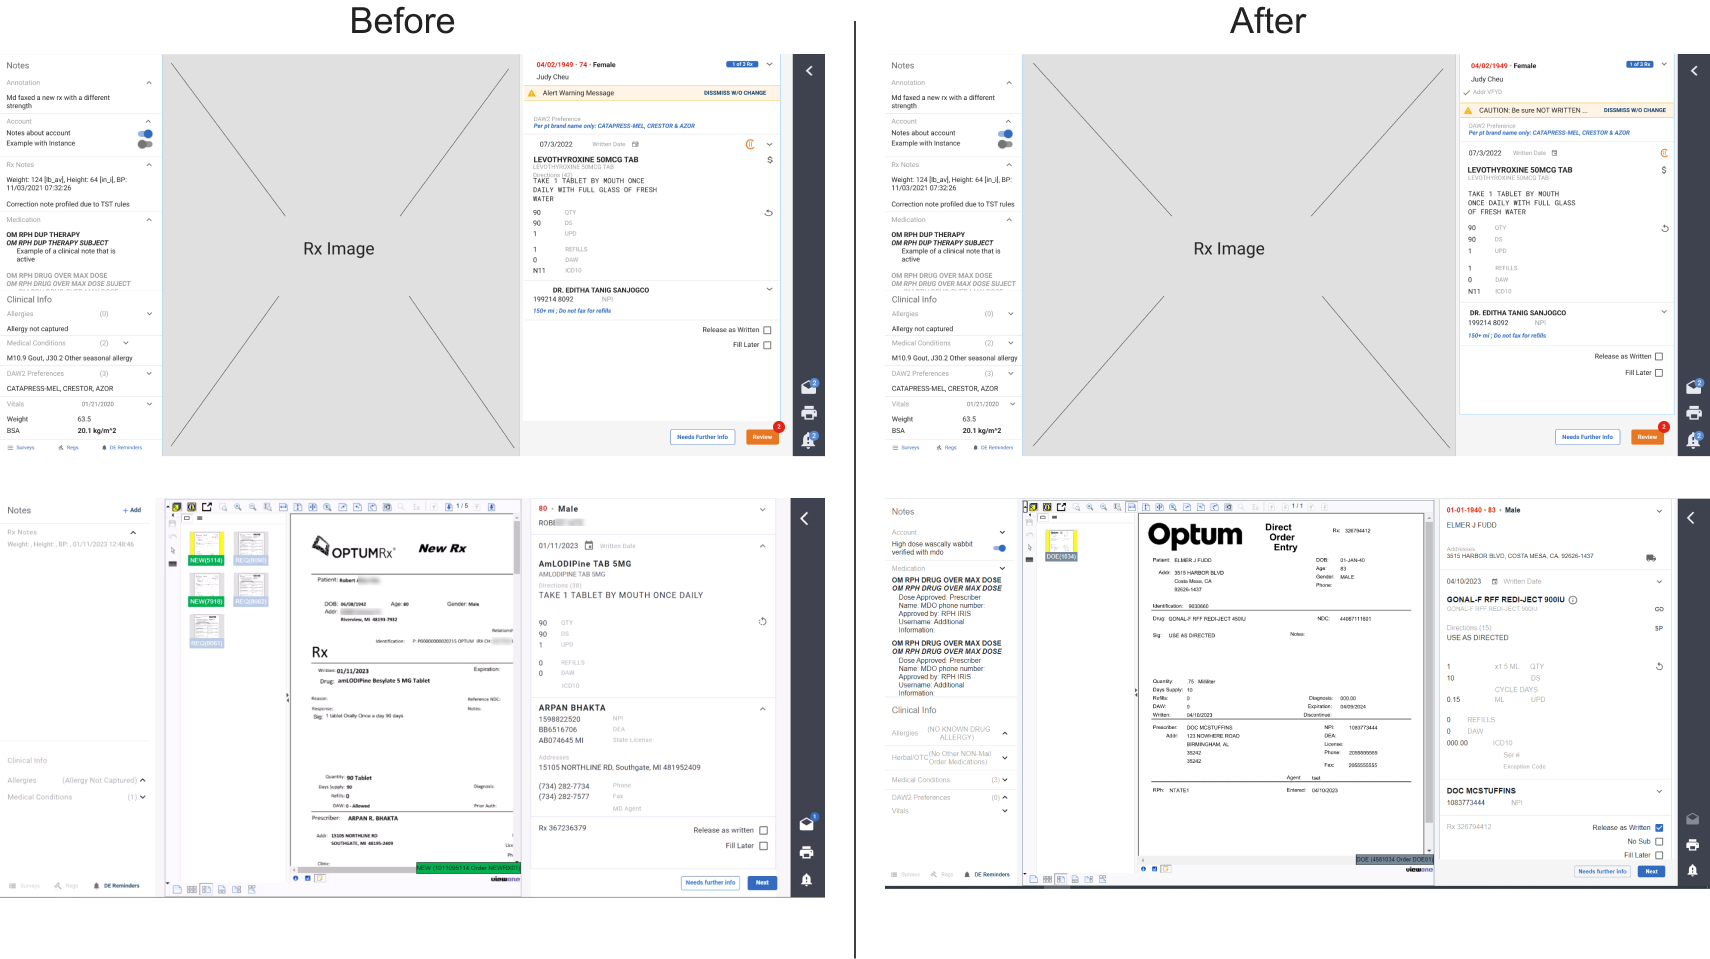 Before
After
Notes
Annotation
Md faxed a new rx with a different
strength
Account
Notes about account
Example with Instance
Rx Notes
Weight: 124 [lb_av], Height: 64 [in_i], BP:
11/03/2021 07:32:26
Correction note profiled due to TST rules
Medication
OM RPH DUP THERAPY
OM RPH DUP THERAPY SUBJECT
Example of a clinical note that is
active
OM RPH DRUG OVER MAX DOSE
OM RPH DRUG OVER MAX DOSE SUJECT
Clinical Info
Allergies (0)
Allergy not captured
Medical Conditions (2)
M10.9 Gout, J30.2 Other seasonal allergy
DAW2 Preferences (3)
CATAPRESS-MEL, CRESTOR, AZOR
Vitals 01/21/2020
Weight 63.5
BSA 20.1 kg/m^2
Surveys Regs DE Reminders
Rx Image
04/02/1949 - 74 - Female 1 of 3 Rx
Judy Cheu
Alert Warning Message DISSMISS W/O CHANGE
DAW2 Preference
Per pt brand name only: CATAPRESS-MEL, CRESTOR & AZOR
07/3/2022 Written Date
LEVOTHYROXINE 50MCG TAB $
LEVOTHYROXINE 50MCG TAB
Directions (42)
TAKE 1 TABLET BY MOUTH ONCE
DAILY WITH FULL GLASS OF FRESH
WATER
90 QTY
90 DS
1 UPD
1 REFILLS
0 DAW
N11 ICD10
DR. EDITHA TANIG SANJOGCO
199214 8092 NPI
150+ mi ; Do not fax for refills
Release as Written
Fill Later
Needs Further Info Review 2
2
2
Notes
Annotation
Md faxed a new rx with a different
strength
Account
Notes about account
Example with Instance
Rx Notes
Weight: 124 [lb_av], Height: 64 [in_i], BP:
11/03/2021 07:32:26
Correction note profiled due to TST rules
Medication
OM RPH DUP THERAPY
OM RPH DUP THERAPY SUBJECT
Example of a clinical note that is
active
OM RPH DRUG OVER MAX DOSE
OM RPH DRUG OVER MAX DOSE SUJECT
Clinical Info
Allergies (0)
Allergy not captured
Medical Conditions (2)
M10.9 Gout, J30.2 Other seasonal allergy
DAW2 Preferences (3)
CATAPRESS-MEL, CRESTOR, AZOR
Vitals 01/21/2020
Weight 63.5
BSA 20.1 kg/m^2
Surveys Regs DE Reminders
Rx Image
04/02/1949 - Female 1 of 3 Rx
Judy Cheu
Addr VFYD
CAUTION: Be sure NOT WRITTEN ... DISSMISS W/O CHANGE
DAW2 Preference
Per pt brand name only: CATAPRESS-MEL, CRESTOR & AZOR
07/3/2022 Written Date
LEVOTHYROXINE 50MCG TAB $
LEVOTHYROXINE 50MCG TAB
TAKE 1 TABLET BY MOUTH
ONCE DAILY WITH FULL GLASS
OF FRESH WATER
90 QTY
90 DS
1 UPD
1 REFILLS
0 DAW
N11 ICD10
DR. EDITHA TANIG SANJOGCO
199214 8092 NPI
150+ mi ; Do not fax for refills
Release as Written
Fill Later
Needs Further Info Review 2
2
2
Notes + Add
Rx Notes
Weight: , Height: , BP: , 01/11/2023 12:48:46
Clinical Info
Allergies (Allergy Not Captured)
Medical Conditions (1)
Surveys Regs DE Reminders
1 / 5
NEW(5114)
NEW(7918)
OPTUMRx® New Rx
Patient: Robert
DOB: Age: 80 Gender: Male
Addr:
Riverview, MI
Relationsh
Identification:
Rx
Written: 01/11/2023 Expiration:
Drug: amLODIPine Besylate 5 MG Tablet
Reason: Reference NDC:
Response: Notes:
Sig: 1 tablet Orally Once a day 90 days
Quantity: 90 Tablet
Days Supply: 90 Diagnosis:
Refills: 0
DAW: 0 - Allowed Prior Auth:
Prescriber: ARPAN R. BHAKTA
Addr: 15105 NORTHLINE RD
SOUTHGATE, MI 48195-2409
Clinic:
viewone
80 - Male
ROBE
01/11/2023 Written Date
AmLODIPine TAB 5MG
AMLODIPINE TAB 5MG
Directions (38)
TAKE 1 TABLET BY MOUTH ONCE DAILY
90 QTY
90 DS
1 UPD
0 REFILLS
0 DAW
ICD10
ARPAN BHAKTA
1598822520 NPI
BB6516706 DEA
AB074645 MI State License
Addresses
15105 NORTHLINE RD, Southgate, MI 481952409
(734) 282-7734 Phone
(734) 282-7577 Fax
MD Agent
Rx 367236379 Release as written
Fill Later
Needs further info Next
1
Notes
Account
High dose wascally wabbit
verified with mdo
Medication
OM RPH DRUG OVER MAX DOSE
OM RPH DRUG OVER MAX DOSE
Dose Approved: Prescriber
Name: MDO phone number:
Approved by: RPH IRIS
Username: Additional
Information:
OM RPH DRUG OVER MAX DOSE
OM RPH DRUG OVER MAX DOSE
Dose Approved: Prescriber
Name: MDO phone number:
Approved by: RPH IRIS
Username: Additional
Information:
Clinical Info
Allergies (NO KNOWN DRUG
ALLERGY)
Herbal/OTC (No Other NON-Mail
Order Medications)
Medical Conditions (3)
DAW2 Preferences (0)
Vitals
Surveys Regs DE Reminders
1 / 1
DOE(1034)
Optum Direct
Order
Entry
Rx: 326794412
Patient: ELMER J FUDD DOB: 01-JAN-40
Age: 83
Addr: 3515 HARBOR BLVD Gender: MALE
Costa Mesa, CA Phone:
92626-1437
Identification: 9030660
Drug: GONAL-F RFF REDI-JECT 450IU NDC: 44087111601
Sig: USE AS DIRECTED Notes:
Quantity: .75 Milliliter
Days Supply: 10
Refills: 0 Diagnosis: 000.00
DAW: 0 Expiration: 04/09/2024
Written: 04/10/2023 Discontinue:
Prescriber: DOC MCSTUFFINS NPI: 1083773444
Addr: 123 NOWHERE ROAD DEA:
BIRMINGHAM, AL License:
35242 Phone: 2055555555
35242 Fax: 2055555555
Agent: tset
RPH: NTATE1 Entered: 04/10/2023
DOE (4561034 Order DOE01)
viewone
01-01-1940 - 83 - Male
ELMER J FUDD
Addresses
3515 HARBOR BLVD, COSTA MESA, CA, 92626-1437
04/10/2023 Written Date
GONAL-F RFF REDI-JECT 900IU
GONAL-F RFF REDI-JECT 900IU
Directions (15) SP
USE AS DIRECTED
1 x1.5 ML QTY
10 DS
CYCLE DAYS
0.15 ML UPD
0 REFILLS
0 DAW
000.00 ICD10
Ser #
Exception Code
DOC MCSTUFFINS
1083773444 NPI
Rx 326794412 Release as Written
No Sub
Fill Later
Needs further info Next